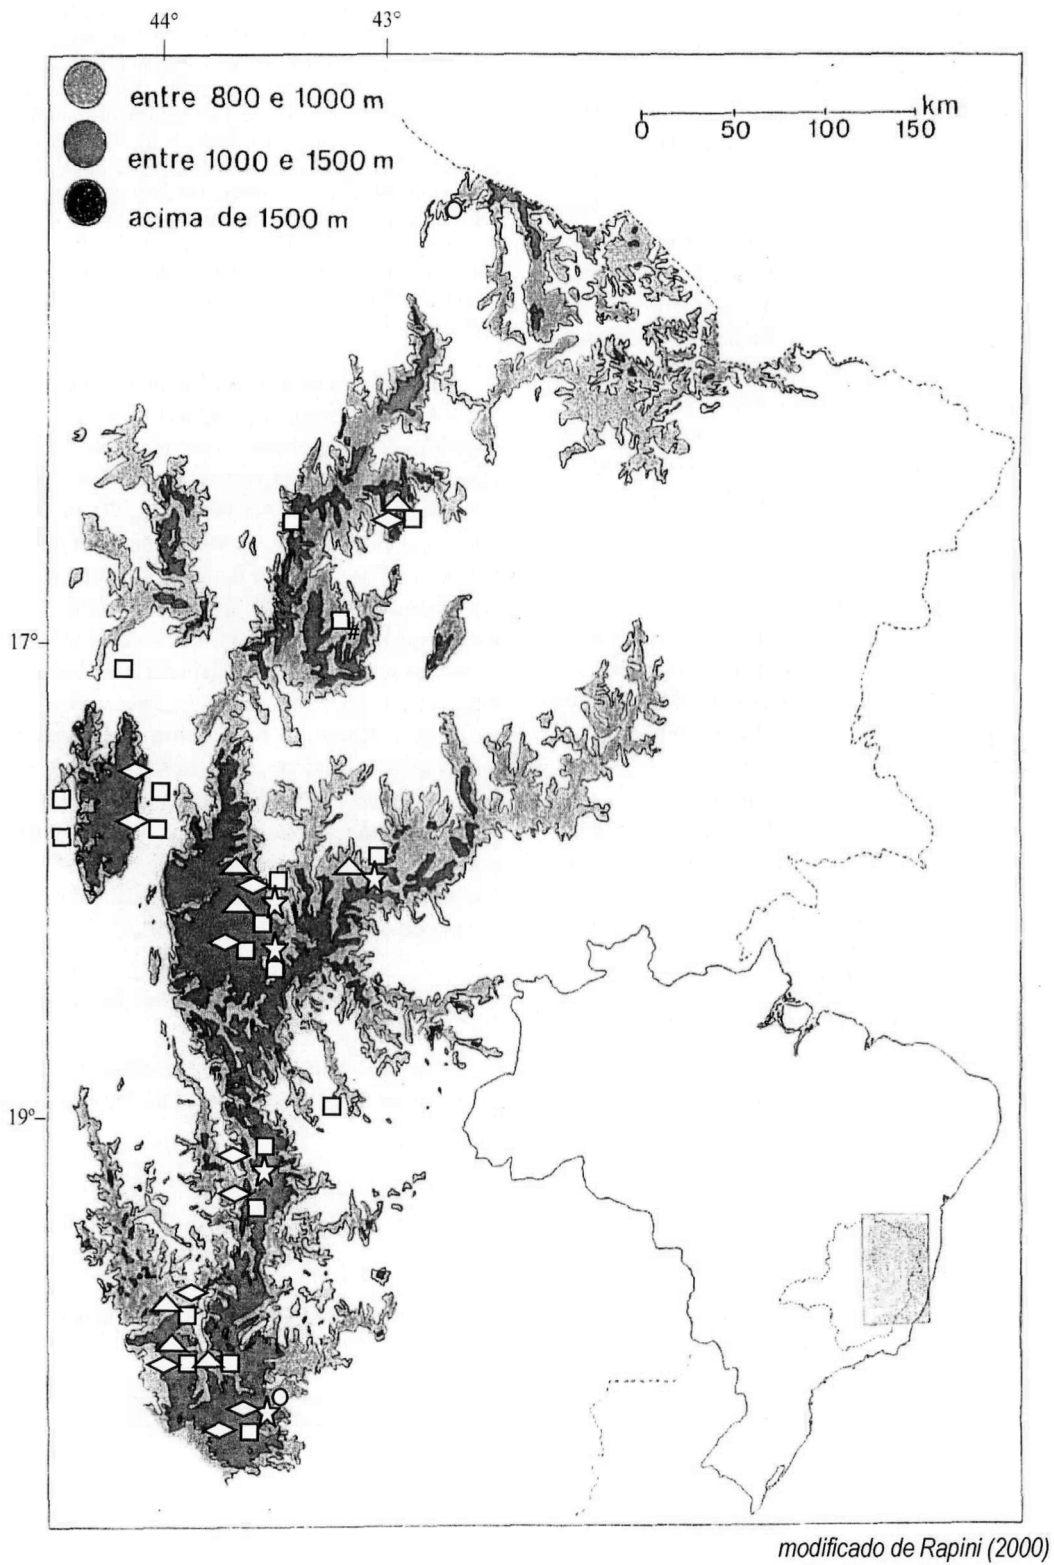 44° 43°
entre 800 e 1000 m
entre 1000 e 1500 m
acima de 1500 m
km
0 50 100 150
#
17°
19°
modificado de Rapini (2000)